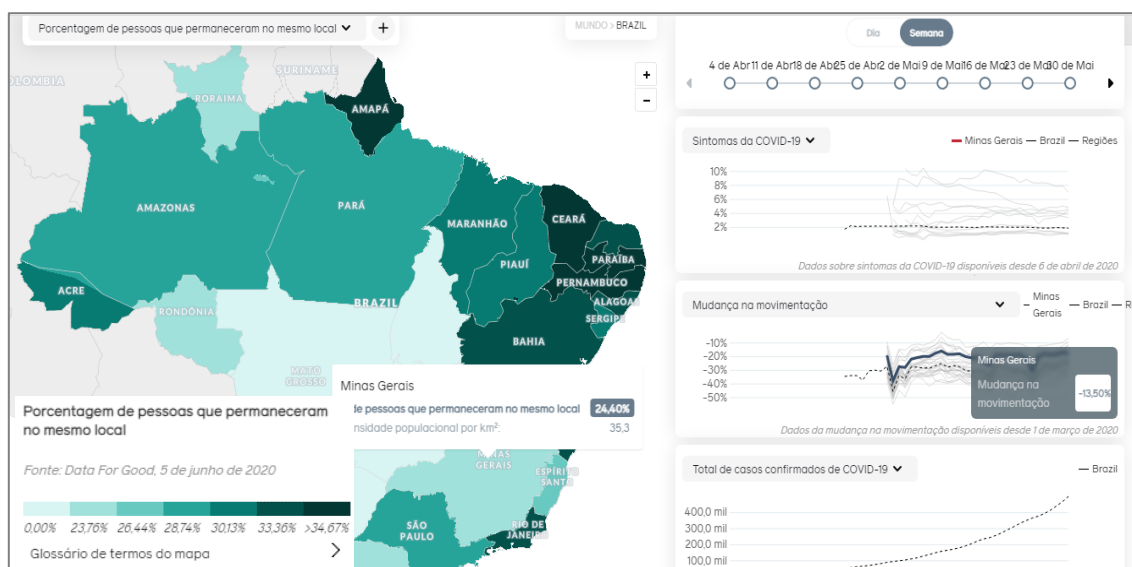 Porcentagem de pessoas que permaneceram no mesmo local
+
MUNDO > BRAZIL
COLOMBIA
SURINAME
RORAIMA
AMAPÁ
+
−
AMAZONAS
PARÁ
MARANHÃO
CEARÁ
PARAÍBA
PIAUÍ
PERNAMBUCO
ACRE
ALAGOAS
RONDÔNIA
BRAZIL
SERGIPE
BAHIA
MATO
GROSSO
Minas Gerais
de pessoas que permaneceram no mesmo local 24,40%
nsidade populacional por km²: 35,3
MINAS
GERAIS
ESPÍRITO
SANTO
SÃO
PAULO
RIO DE
JANEIRO
Porcentagem de pessoas que permaneceram
no mesmo local
Fonte: Data For Good, 5 de junho de 2020
0,00% 23,76% 26,44% 28,74% 30,13% 33,36% >34,67%
Glossário de termos do mapa
Dia Semana
4 de Abr 11 de Abr 18 de Abr 25 de Abr 2 de Mai 9 de Mai 16 de Mai 23 de Mai 30 de Mai
Sintomas da COVID-19
Minas Gerais — Brazil — Regiões
10%
8%
6%
4%
2%
Dados sobre sintomas da COVID-19 disponíveis desde 6 de abril de 2020
Mudança na movimentação
Minas
Gerais
— Brazil — R
-10%
-20%
-30%
-40%
-50%
Minas Gerais
Mudança na
movimentação
-13,50%
Dados da mudança na movimentação disponíveis desde 1 de março de 2020
Total de casos confirmados de COVID-19
— Brazil
400,0 mil
300,0 mil
200,0 mil
100,0 mil